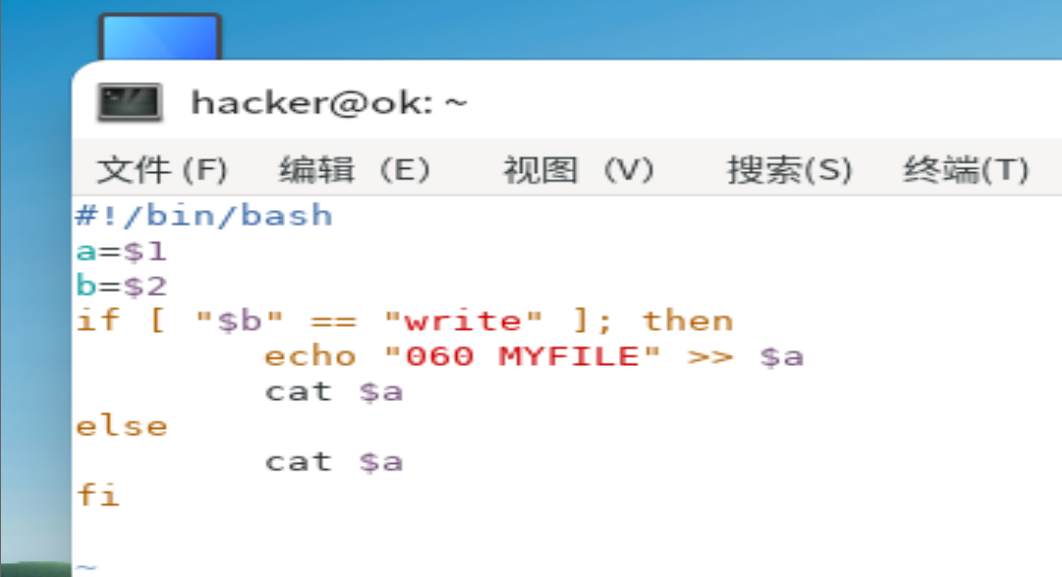 hacker@ok: ~
文件 (F) 编辑 （E） 视图 （V） 搜索(S) 终端(T)
#!/bin/bash
a=$1
b=$2
if [ "$b" == "write" ]; then
        echo "060 MYFILE" >> $a
        cat $a
else
        cat $a
fi
~